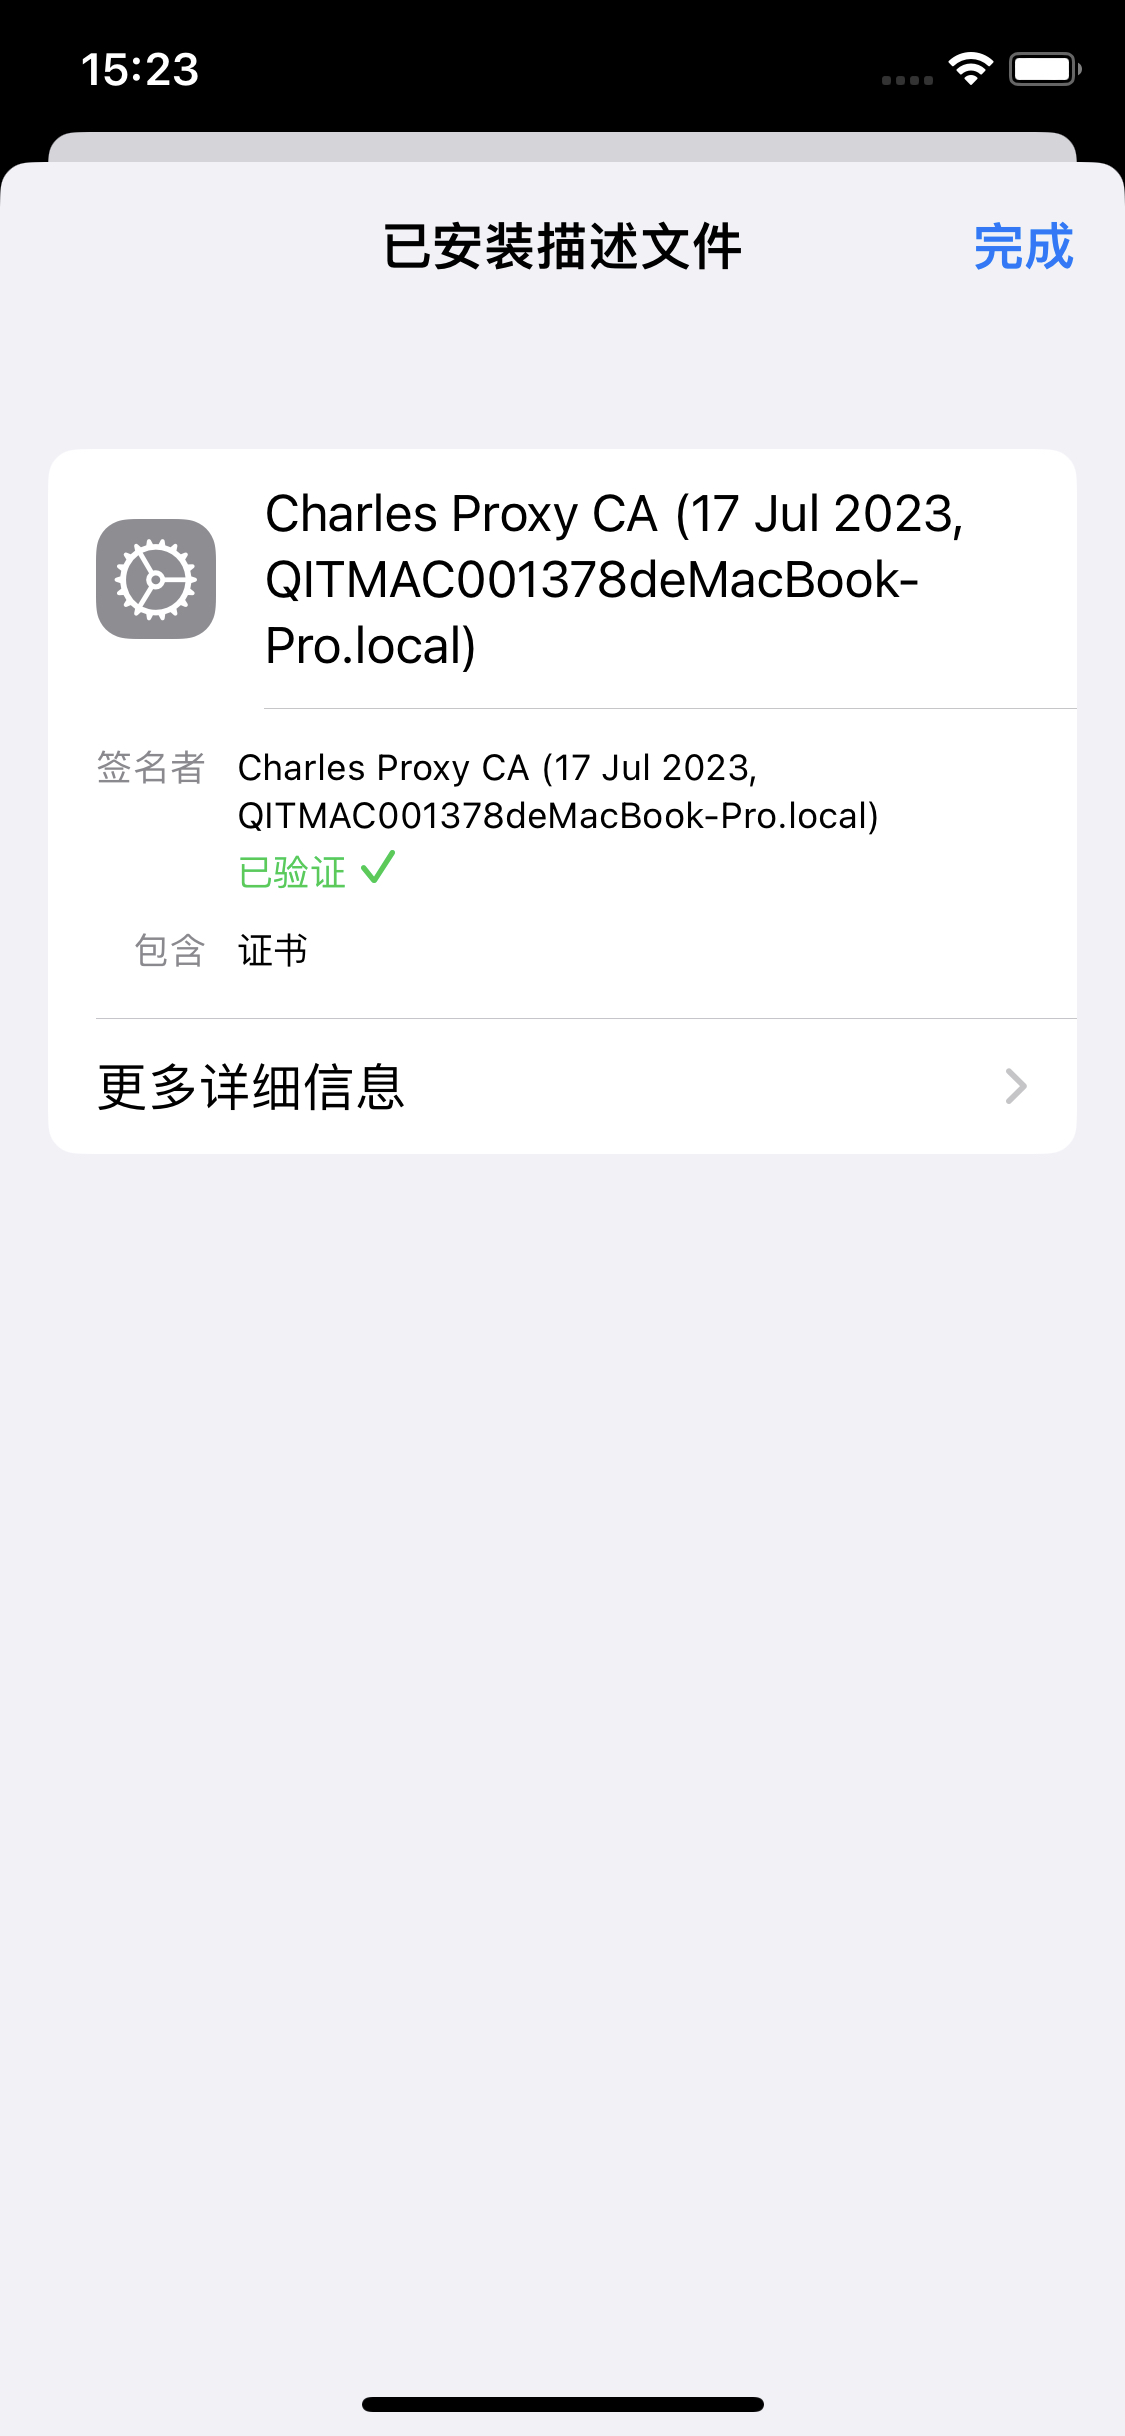 15:23
已安装描述文件
完成
Charles Proxy CA (17 Jul 2023,
QITMAC001378deMacBook-
Pro.local)
签名者
Charles Proxy CA (17 Jul 2023,
QITMAC001378deMacBook-Pro.local)
已验证
包含
证书
更多详细信息